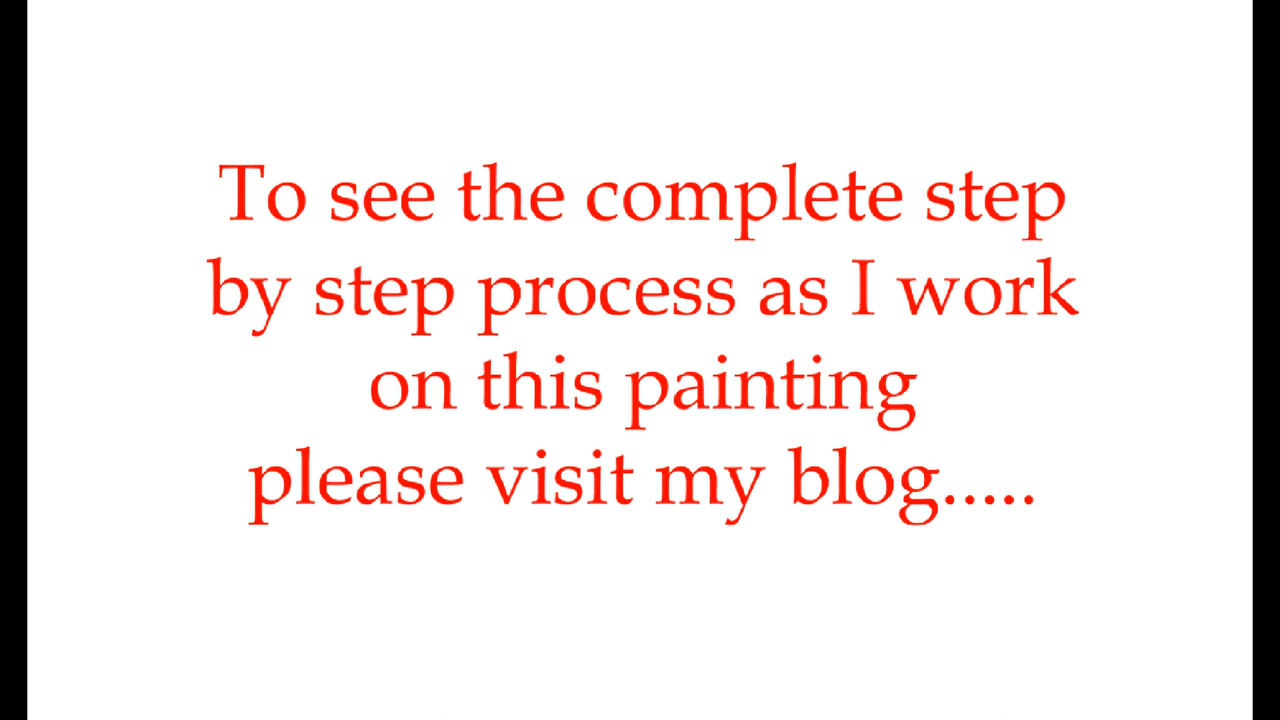 To see the complete step
by step process as I work
on this painting
please visit my blog.....